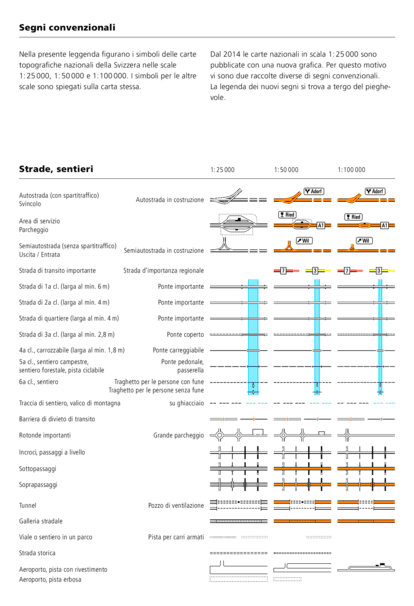 Segni convenzionali
Nella presente leggenda figurano i simboli delle carte
topografiche nazionali della Svizzera nelle scale
1:25 000, 1:50 000 e 1:100 000. I simboli per le altre
scale sono spiegati sulla carta stessa.
Dal 2014 le carte nazionali in scala 1:25 000 sono
pubblicate con una nuova grafica. Per questo motivo
vi sono due raccolte diverse di segni convenzionali.
La legenda dei nuovi segni si trova a tergo del pieghe-
vole.
Strade, sentieri 1:25 000 1:50 000 1:100 000
Autostrada (con spartitraffico)
Svincolo
Autostrada in costruzione
Adorf Adorf
Area di servizio
Parcheggio
Ried A1 Ried A1
Semiautostrada (senza spartitraffico)
Uscita / Entrata
Semiautostrada in costruzione
Wil Wil
Strada di transito importante Strada d'importanza regionale 7 3 7 3
Strada di 1a cl. (larga al min. 6 m) Ponte importante
Strada di 2a cl. (larga al min. 4 m) Ponte importante
Strada di quartiere (larga al min. 4 m) Ponte importante
Strada di 3a cl. (larga al min. 2,8 m) Ponte coperto
4a cl., carrozzabile (larga al min. 1,8 m) Ponte carreggiabile
5a cl., sentiero campestre,
sentiero forestale, pista ciclabile
Ponte pedonale,
passerella
6a cl., sentiero Traghetto per le persone con fune
Traghetto per le persone senza fune
Traccia di sentiero, valico di montagna su ghiacciaio
Barriera di divieto di transito
Rotonde importanti Grande parcheggio
Incroci, passaggi a livello
Sottopassaggi
Soprapassaggi
Tunnel Pozzo di ventilazione
Galleria stradale
Viale o sentiero in un parco Pista per carri armati
Strada storica
Aeroporto, pista con rivestimento
Aeroporto, pista erbosa